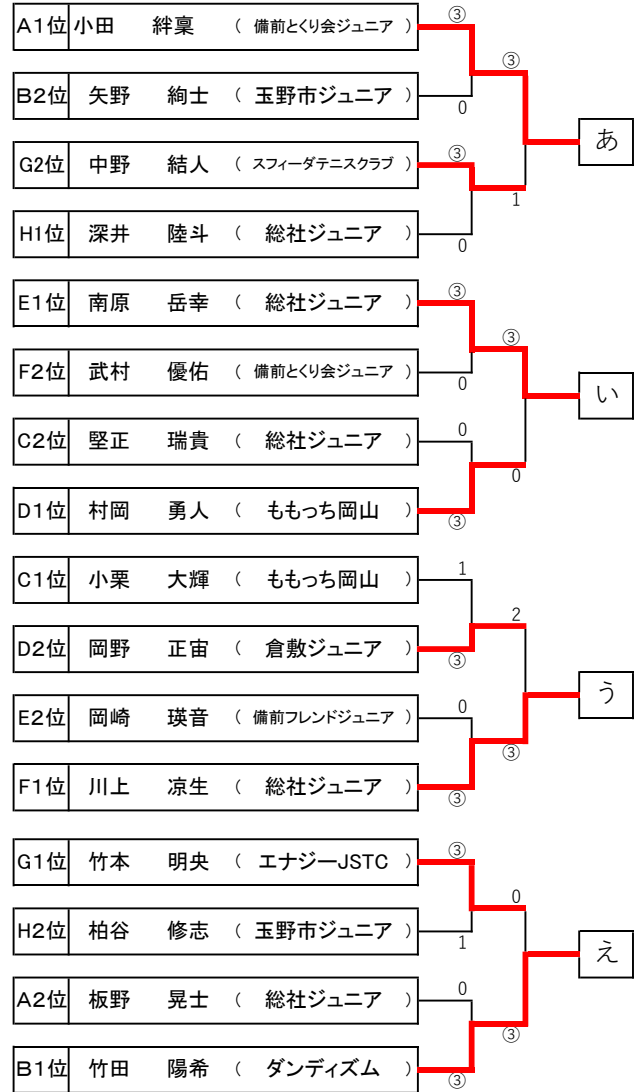 A1位 小田 絆稟 ( 備前とくり会ジュニア ) ③
③
B2位 矢野 絢士 ( 玉野市ジュニア ) 0
あ
G2位 中野 結人 ( スフィーダテニスクラブ ) ③
1
H1位 深井 陸斗 ( 総社ジュニア ) 0
E1位 南原 岳幸 ( 総社ジュニア ) ③
③
F2位 武村 優佑 ( 備前とくり会ジュニア ) 0
い
C2位 堅正 瑞貴 ( 総社ジュニア ) 0
0
D1位 村岡 勇人 ( ももっち岡山 ) ③
C1位 小栗 大輝 ( ももっち岡山 ) 1
2
D2位 岡野 正宙 ( 倉敷ジュニア ) ③
う
E2位 岡崎 瑛音 ( 備前フレンドジュニア ) 0
③
F1位 川上 凉生 ( 総社ジュニア ) ③
G1位 竹本 明央 ( エナジーJSTC ) ③
0
H2位 柏谷 修志 ( 玉野市ジュニア ) 1
え
A2位 板野 晃士 ( 総社ジュニア ) 0
③
B1位 竹田 陽希 ( ダンディズム ) ③